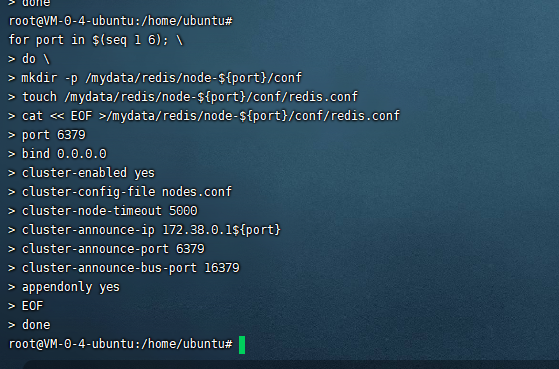 > done
root@VM-0-4-ubuntu:/home/ubuntu#
for port in $(seq 1 6); \
> do \
> mkdir -p /mydata/redis/node-${port}/conf
> touch /mydata/redis/node-${port}/conf/redis.conf
> cat << EOF >/mydata/redis/node-${port}/conf/redis.conf
> port 6379
> bind 0.0.0.0
> cluster-enabled yes
> cluster-config-file nodes.conf
> cluster-node-timeout 5000
> cluster-announce-ip 172.38.0.1${port}
> cluster-announce-port 6379
> cluster-announce-bus-port 16379
> appendonly yes
> EOF
> done
root@VM-0-4-ubuntu:/home/ubuntu#